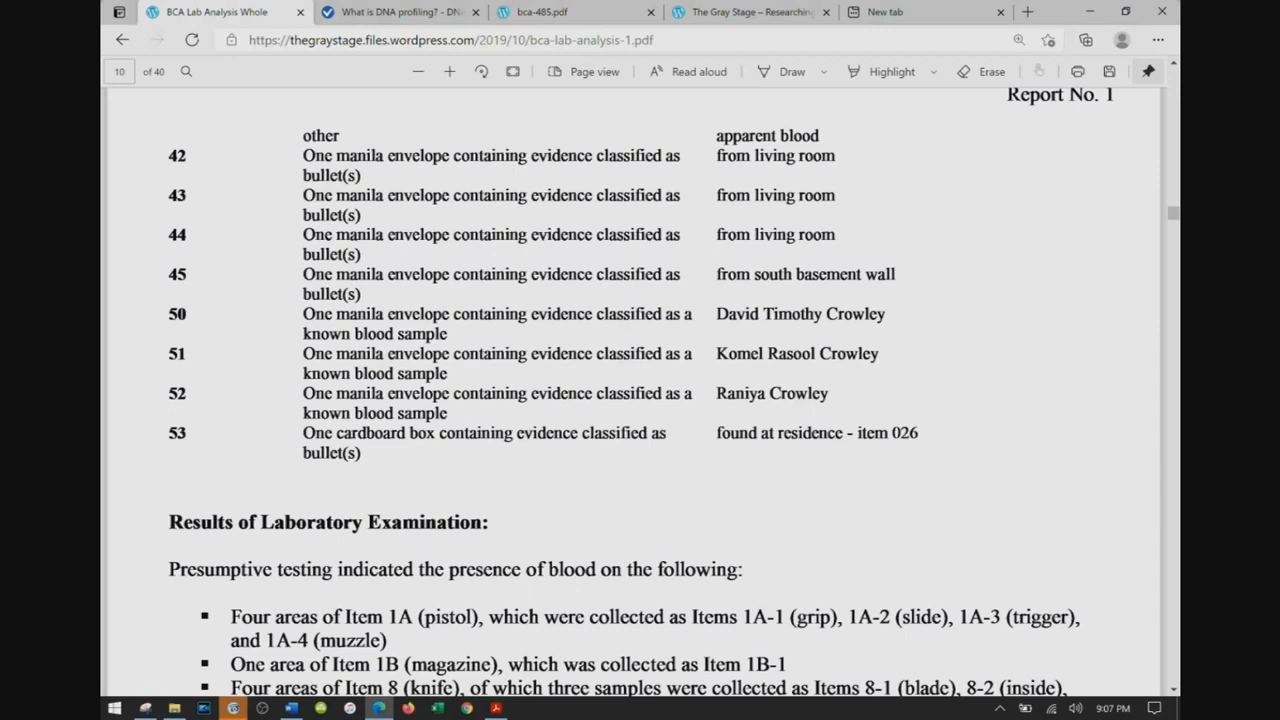 BCA Lab Analysis Whole
What is DNA profiling? - DN
bca-485.pdf
The Gray Stage – Researching
New tab
https://thegraystage.files.wordpress.com/2019/10/bca-lab-analysis-1.pdf
10 of 40
Page view
Read aloud
Draw
Highlight
Erase
Report No. 1
other apparent blood
42 One manila envelope containing evidence classified as from living room
bullet(s)
43 One manila envelope containing evidence classified as from living room
bullet(s)
44 One manila envelope containing evidence classified as from living room
bullet(s)
45 One manila envelope containing evidence classified as from south basement wall
bullet(s)
50 One manila envelope containing evidence classified as a David Timothy Crowley
known blood sample
51 One manila envelope containing evidence classified as a Komel Rasool Crowley
known blood sample
52 One manila envelope containing evidence classified as a Raniya Crowley
known blood sample
53 One cardboard box containing evidence classified as found at residence - item 026
bullet(s)
Results of Laboratory Examination:
Presumptive testing indicated the presence of blood on the following:
▪ Four areas of Item 1A (pistol), which were collected as Items 1A-1 (grip), 1A-2 (slide), 1A-3 (trigger),
and 1A-4 (muzzle)
▪ One area of Item 1B (magazine), which was collected as Item 1B-1
▪ Four areas of Item 8 (knife), of which three samples were collected as Items 8-1 (blade), 8-2 (inside),
9:07 PM